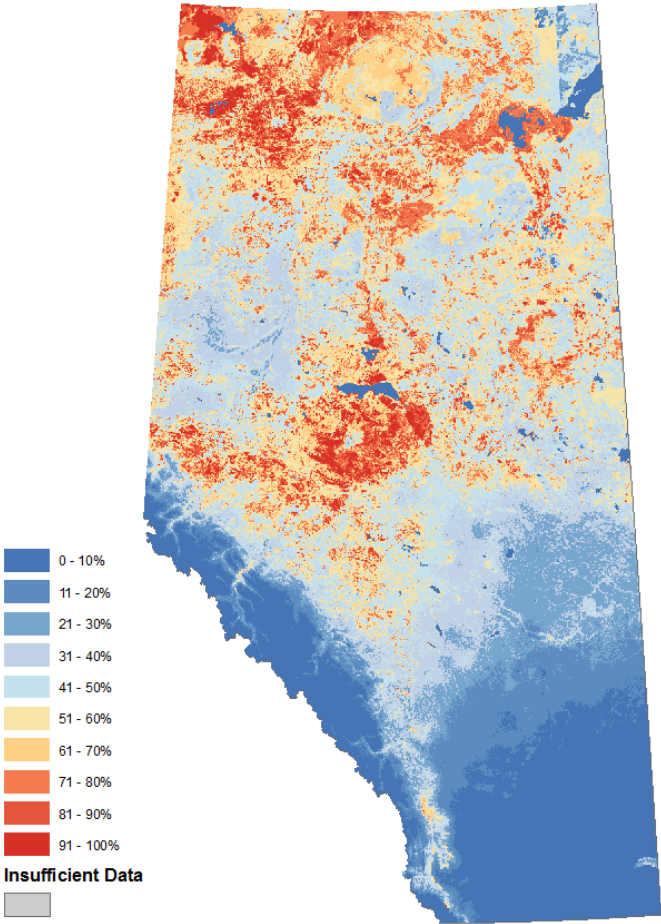 0 - 10%
11 - 20%
21 - 30%
31 - 40%
41 - 50%
51 - 60%
61 - 70%
71 - 80%
81 - 90%
91 - 100%
Insufficient Data